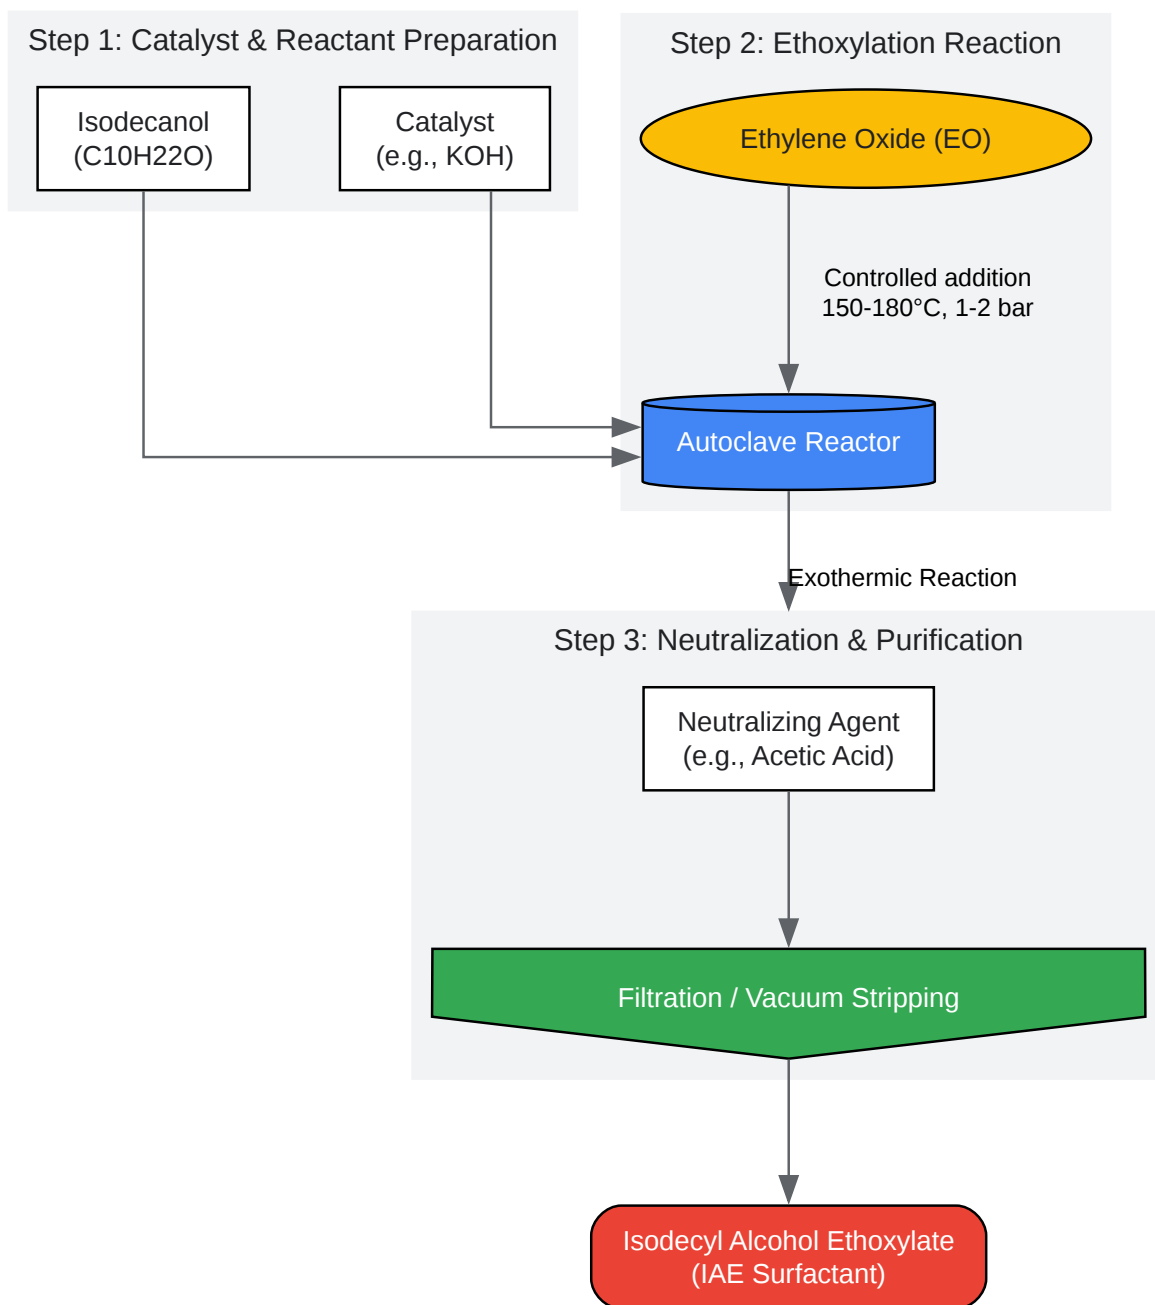 Step 1: Catalyst & Reactant Preparation
Isodecanol
(C10H22O)
Catalyst
(e.g., KOH)
Step 2: Ethoxylation Reaction
Ethylene Oxide (EO)
Controlled addition
150-180°C, 1-2 bar
Autoclave Reactor
Exothermic Reaction
Step 3: Neutralization & Purification
Neutralizing Agent
(e.g., Acetic Acid)
Filtration / Vacuum Stripping
Isodecyl Alcohol Ethoxylate
(IAE Surfactant)